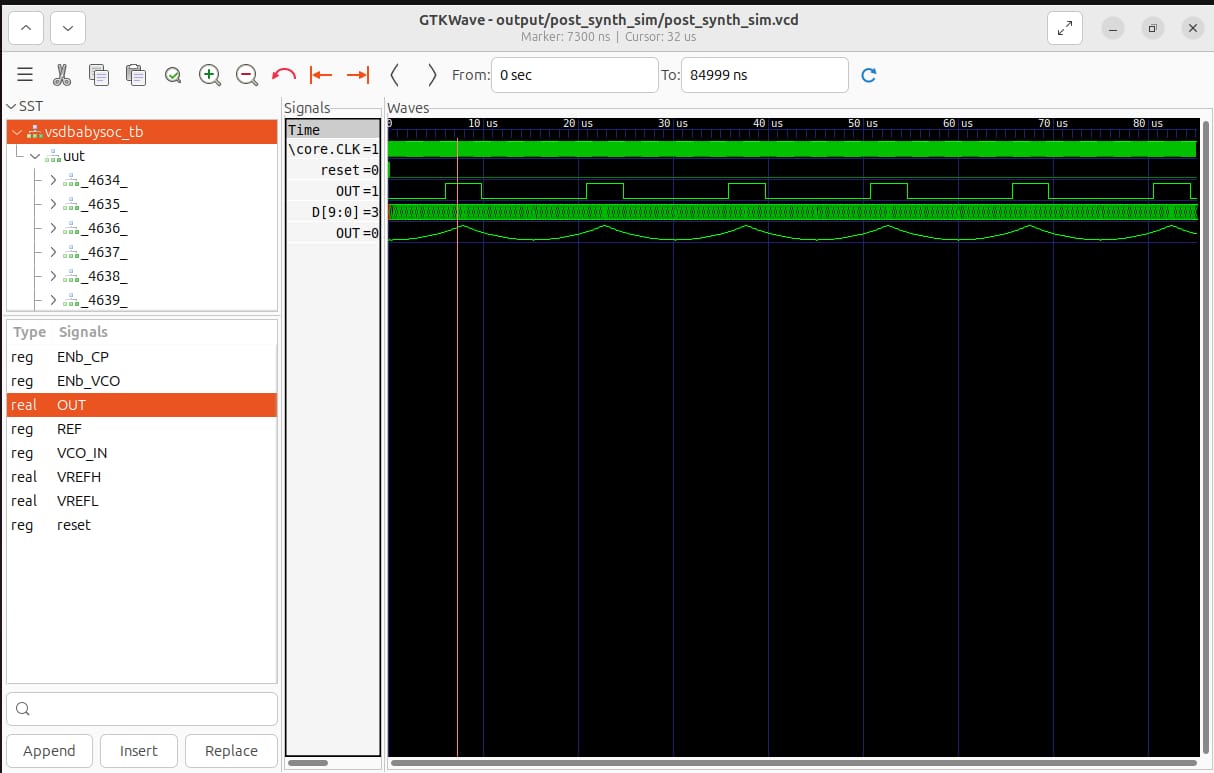 GTKWave - output/post_synth_sim/post_synth_sim.vcd
Marker: 7300 ns | Cursor: 32 us
From: 0 sec To: 84999 ns
SST
vsdbabysoc_tb
uut
_4634_
_4635_
_4636_
_4637_
_4638_
_4639_
Type Signals
reg ENb_CP
reg ENb_VCO
real OUT
reg REF
reg VCO_IN
real VREFH
real VREFL
reg reset
Append Insert Replace
Signals
Time
\core.CLK =1
reset =0
OUT =1
D[9:0] =3
OUT =0
Waves
0 10 us 20 us 30 us 40 us 50 us 60 us 70 us 80 us